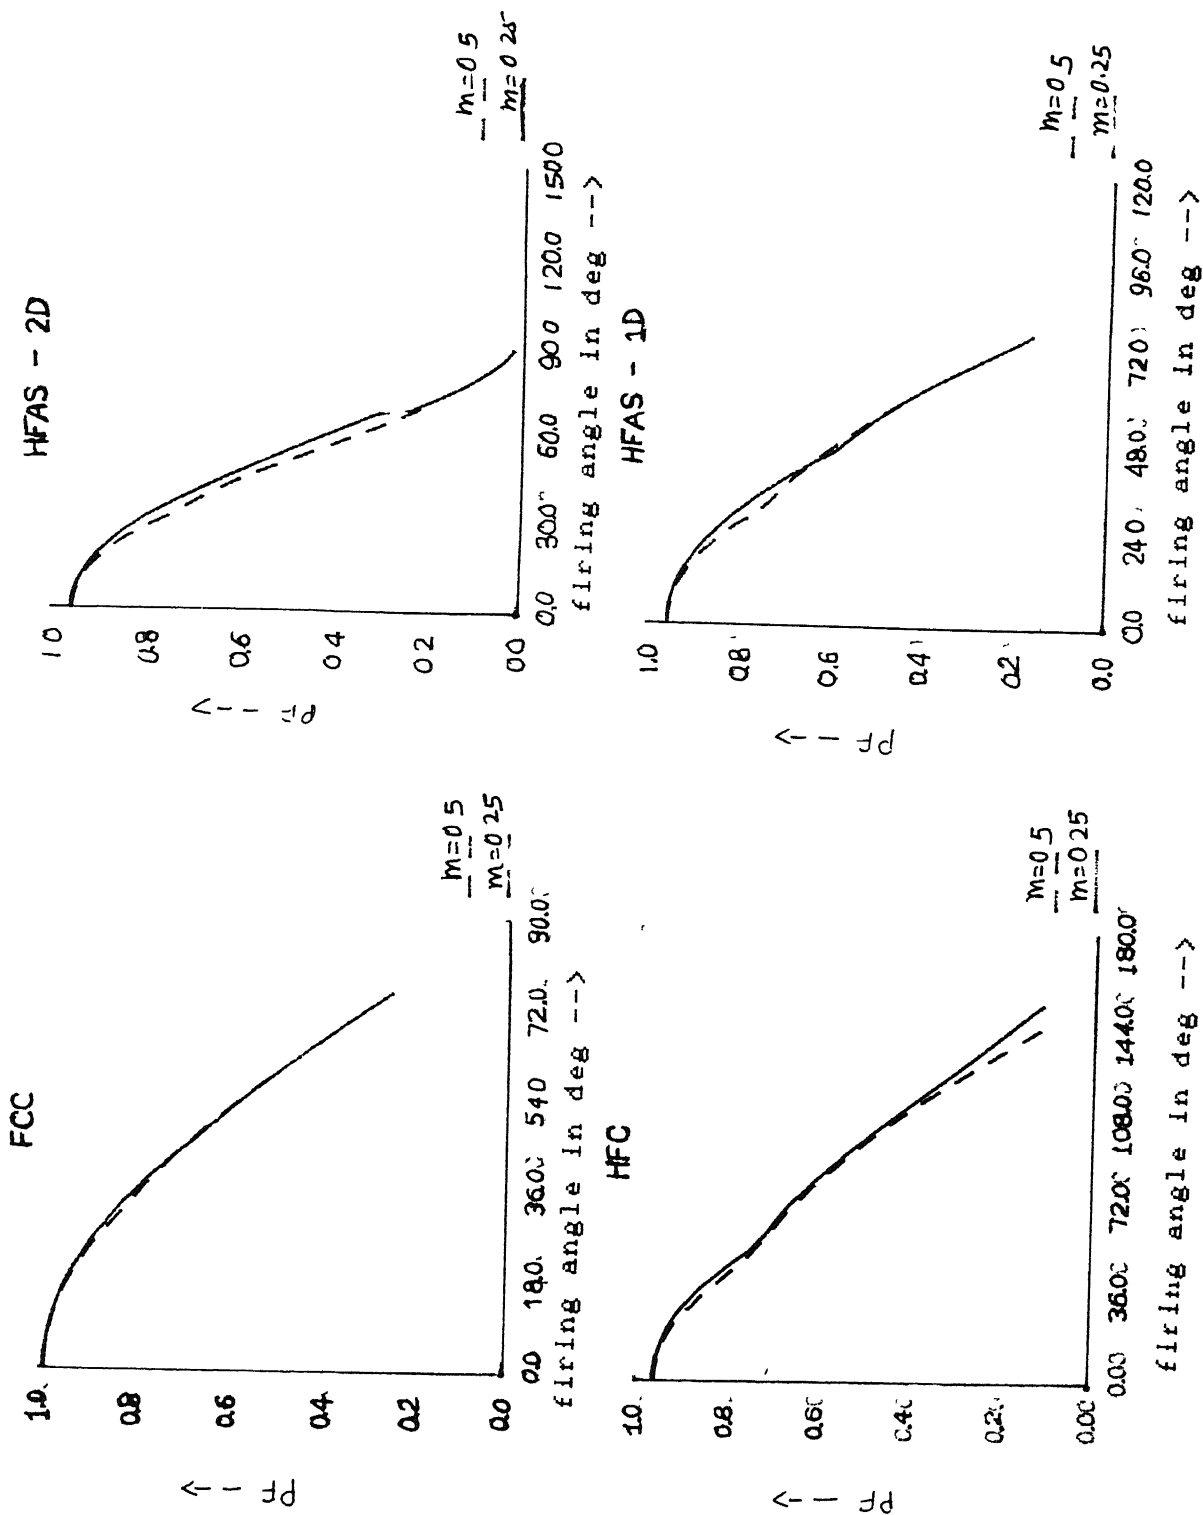 FCC
PF -->
1.0
0.8
0.6
0.4
0.2
0.0
0.0 18.0 36.0 54.0 72.0 90.0
firing angle in deg -->
m=0.5
m=0.25
HFAS - 2D
PF -->
1.0
0.8
0.6
0.4
0.2
0.0
0.0 30.0 60.0 90.0 120.0 150.0
firing angle in deg -->
m=0.5
m=0.25
HFC
PF -->
1.0
0.8
0.60
0.40
0.20
0.00
0.00 36.00 72.00 108.00 144.00 180.0
firing angle in deg -->
m=0.5
m=0.25
HFAS - 1D
PF -->
1.0
0.8
0.6
0.4
0.2
0.0
0.0 24.0 48.0 72.0 96.0 120.0
firing angle in deg -->
m=0.5
m=0.25